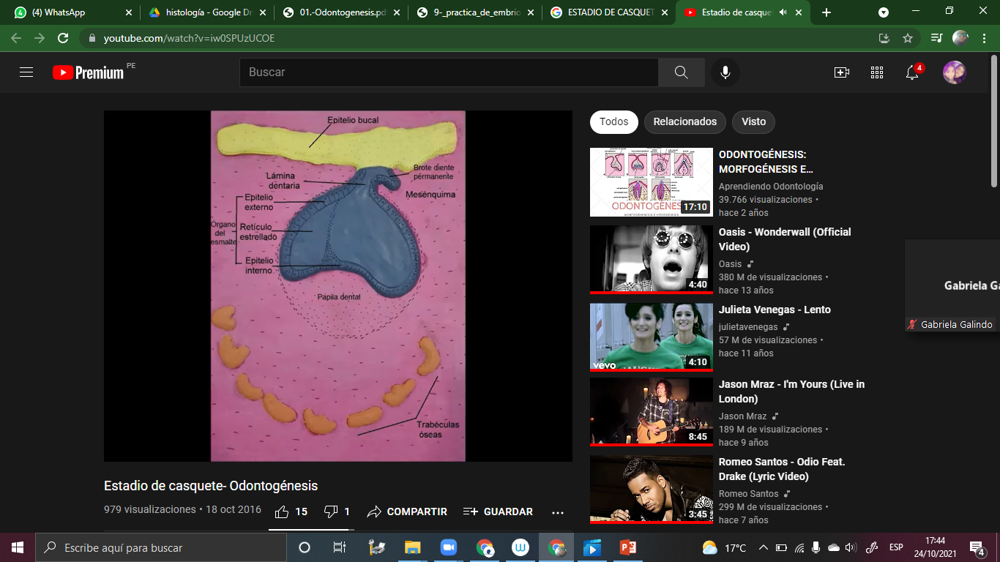 (4) WhatsApp
histología - Google Dr
01.-Odontogenesis.pd
9-_practica_de_embrio
ESTADIO DE CASQUET
Estadio de casque
youtube.com/watch?v=iw0SPUzUCOE
Premium PE
Buscar
4
Epitelio bucal
Brote diente
pérmanente
Lámina
dentaria
Mesénquima
Epitelio
externo
Órgano
del
esmalte
Retículo
estrellado
Epitelio
interno
Papila dental
Trabéculas
óseas
Estadio de casquete- Odontogénesis
979 visualizaciones • 18 oct 2016
15
1
COMPARTIR
GUARDAR
Todos
Relacionados
Visto
ODONTOGÉNES
17:10
ODONTOGÉNESIS:
MORFOGÉNESIS E...
Aprendiendo Odontología
39.766 visualizaciones •
hace 2 años
4:40
Oasis - Wonderwall (Official
Video)
Oasis
380 M de visualizaciones •
hace 13 años
vevo
4:10
Julieta Venegas - Lento
julietavenegas
57 M de visualizaciones •
hace 11 años
8:45
Jason Mraz - I'm Yours (Live in
London)
Jason Mraz
189 M de visualizaciones •
hace 9 años
3:45
Romeo Santos - Odio Feat.
Drake (Lyric Video)
Romeo Santos
299 M de visualizaciones •
hace 7 años
Gabriela Ga
Gabriela Galindo
Escribe aquí para buscar
17°C
ESP
17:44
24/10/2021
4